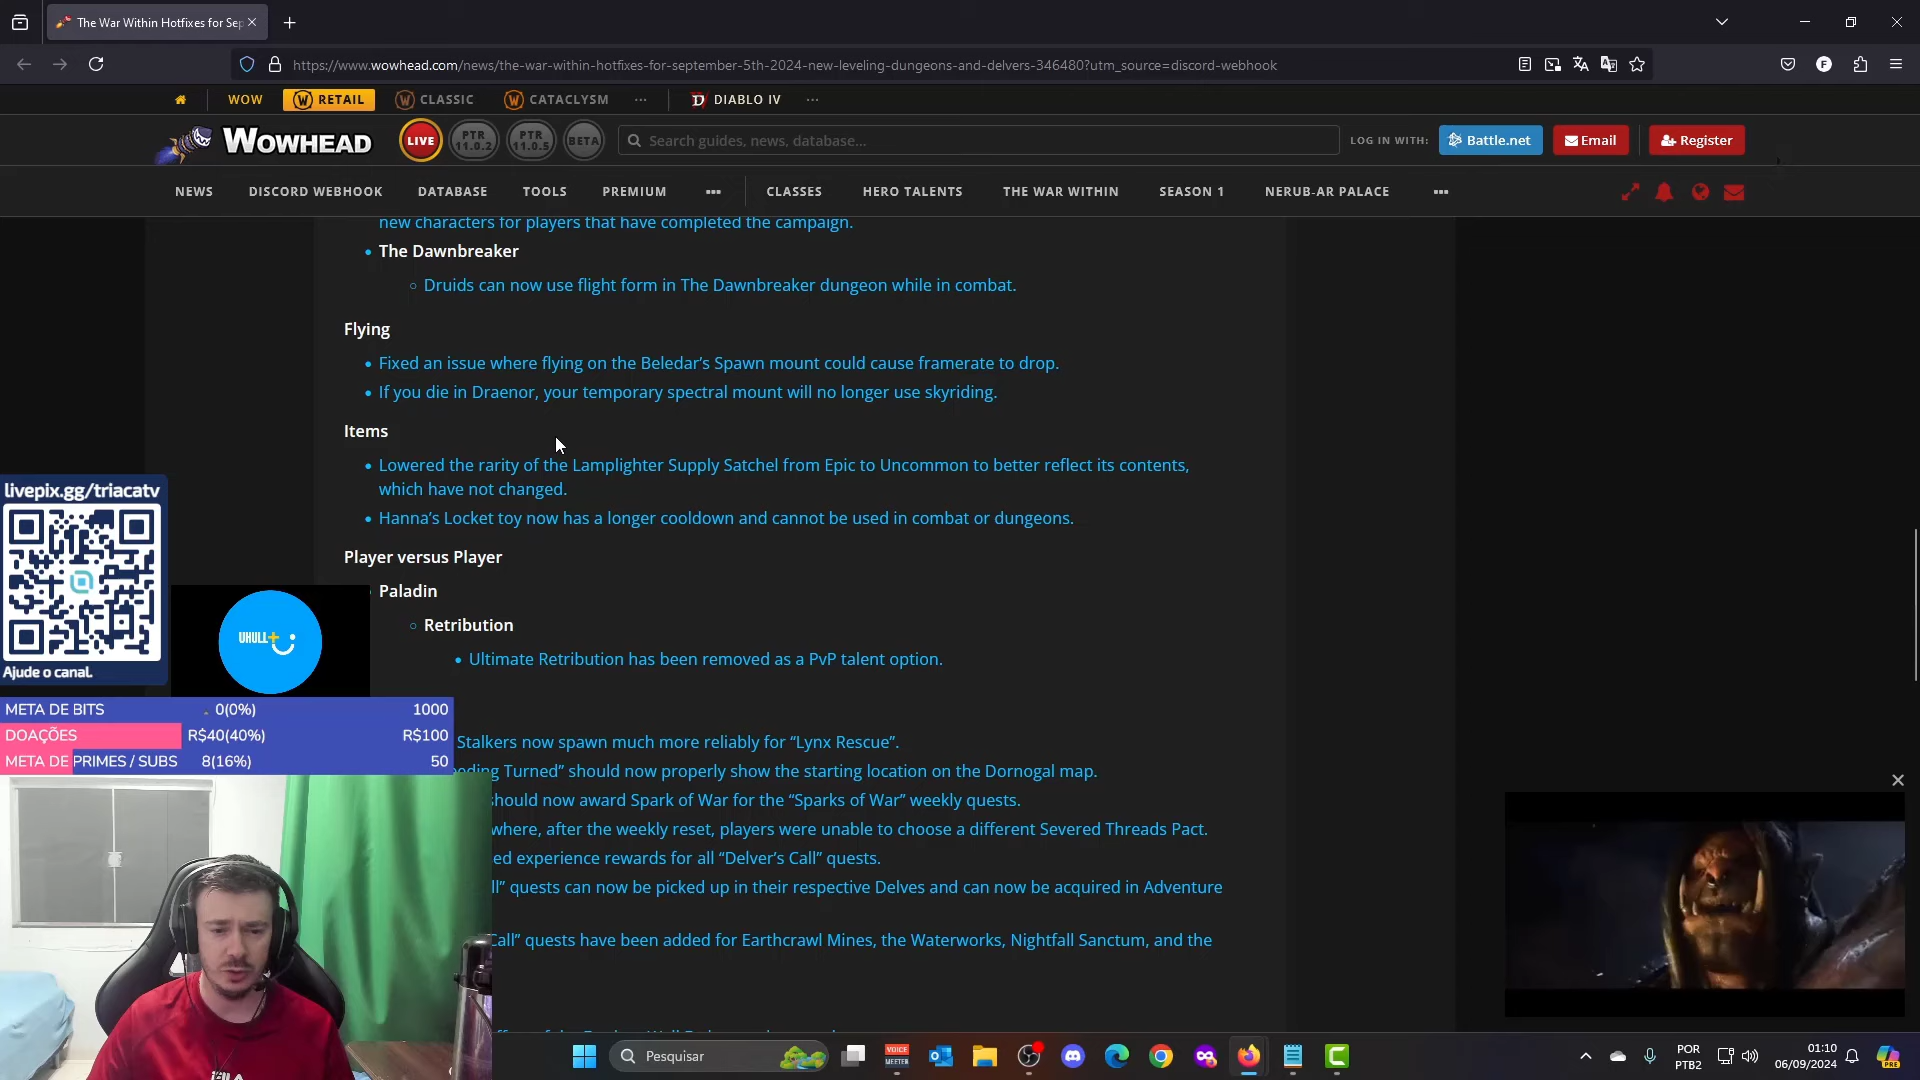 The War Within Hotfixes for Sep
https://www.wowhead.com/news/the-war-within-hotfixes-for-september-5th-2024-new-leveling-dungeons-and-delvers-346480?utm_source=discord-webhook
WOW
RETAIL
CLASSIC
CATACLYSM
DIABLO IV
WOWHEAD
LIVE
PTR 11.0.2
PTR 11.0.5
BETA
Search guides, news, database...
LOG IN WITH:
Battle.net
Email
Register
NEWS
DISCORD WEBHOOK
DATABASE
TOOLS
PREMIUM
CLASSES
HERO TALENTS
THE WAR WITHIN
SEASON 1
NERUB-AR PALACE
new characters for players that have completed the campaign.
The Dawnbreaker
Druids can now use flight form in The Dawnbreaker dungeon while in combat.
Flying
Fixed an issue where flying on the Beledar's Spawn mount could cause framerate to drop.
If you die in Draenor, your temporary spectral mount will no longer use skyriding.
Items
Lowered the rarity of the Lamplighter Supply Satchel from Epic to Uncommon to better reflect its contents,
which have not changed.
Hanna's Locket toy now has a longer cooldown and cannot be used in combat or dungeons.
Player versus Player
Paladin
Retribution
Ultimate Retribution has been removed as a PvP talent option.
Stalkers now spawn much more reliably for “Lynx Rescue”.
eding Turned” should now properly show the starting location on the Dornogal map.
should now award Spark of War for the “Sparks of War” weekly quests.
where, after the weekly reset, players were unable to choose a different Severed Threads Pact.
ed experience rewards for all “Delver's Call” quests.
ll” quests can now be picked up in their respective Delves and can now be acquired in Adventure
Call” quests have been added for Earthcrawl Mines, the Waterworks, Nightfall Sanctum, and the
livepix.gg/triacatv
Ajude o canal.
UHULL+
META DE BITS 0(0%) 1000
DOAÇÕES R$40(40%) R$100
META DE PRIMES / SUBS 8(16%) 50
Pesquisar
VOICE MEETER
POR
PTB2
01:10
06/09/2024
PRE